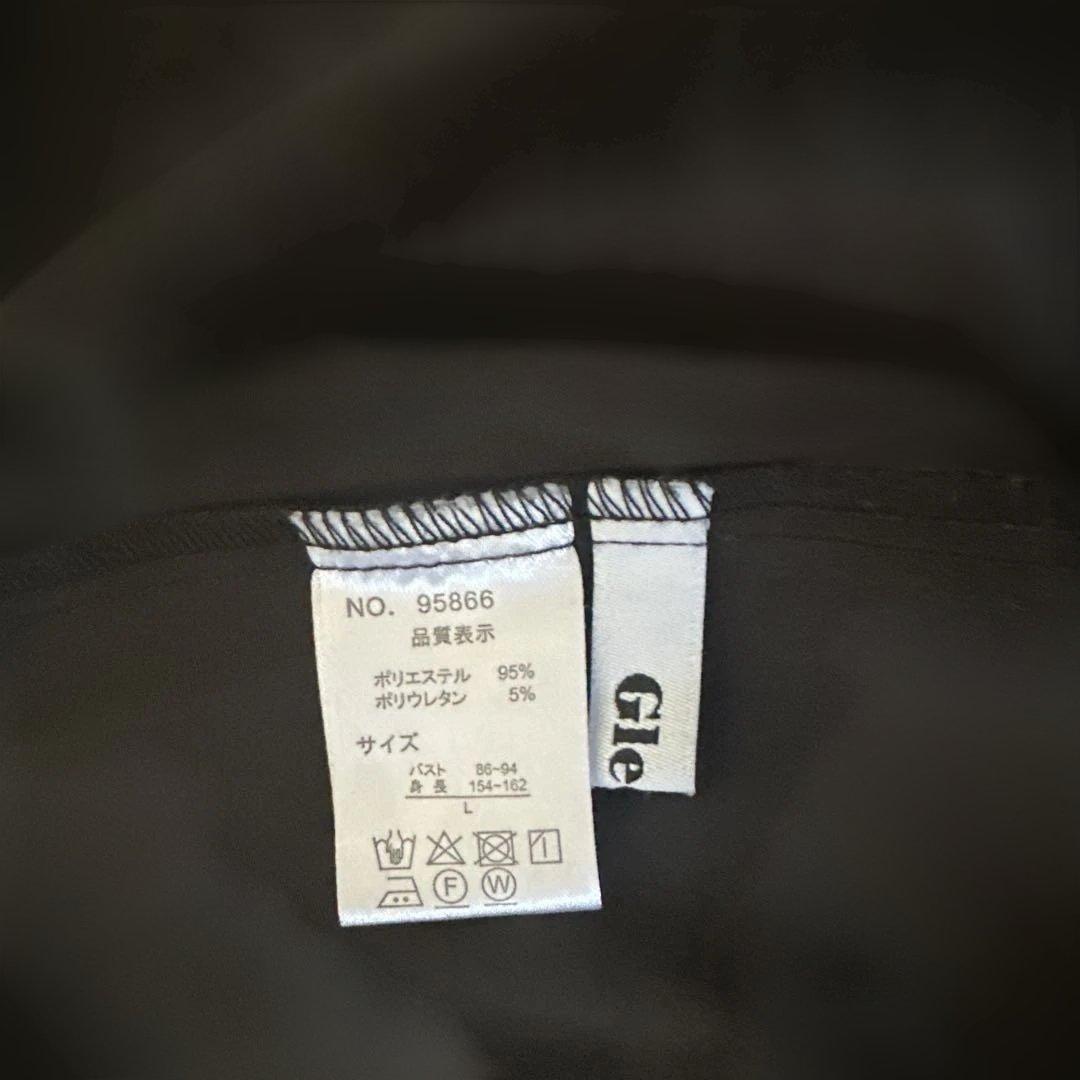 NO. 95866
品質表示
ポリエステル 95%
ポリウレタン 5%
サイズ
バスト 86~94
身長 154~162
L
F W
Gle